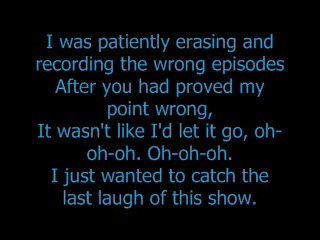 I was patiently erasing and
recording the wrong episodes
After you had proved my
point wrong,
It wasn't like I'd let it go, oh-
oh-oh. Oh-oh-oh.
I just wanted to catch the
last laugh of this show.